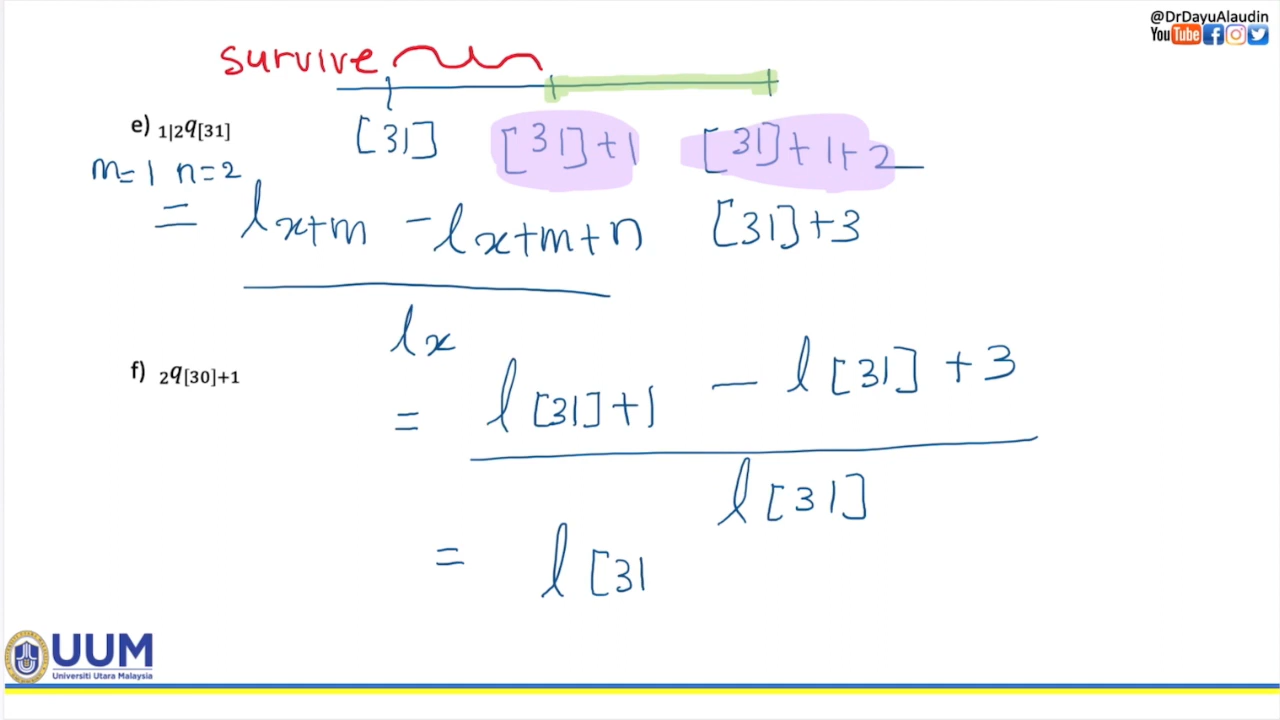 @DrDayuAlaudin
YouTube
survive
e) 1|2q[31]
[31] [31]+1 [31]+1+2
m=1 n=2
= lx+m - lx+m+n [31]+3
lx
f) 2q[30]+1
= l[31]+1 - l[31]+3
l[31]
= l[31
UUM
Universiti Utara Malaysia